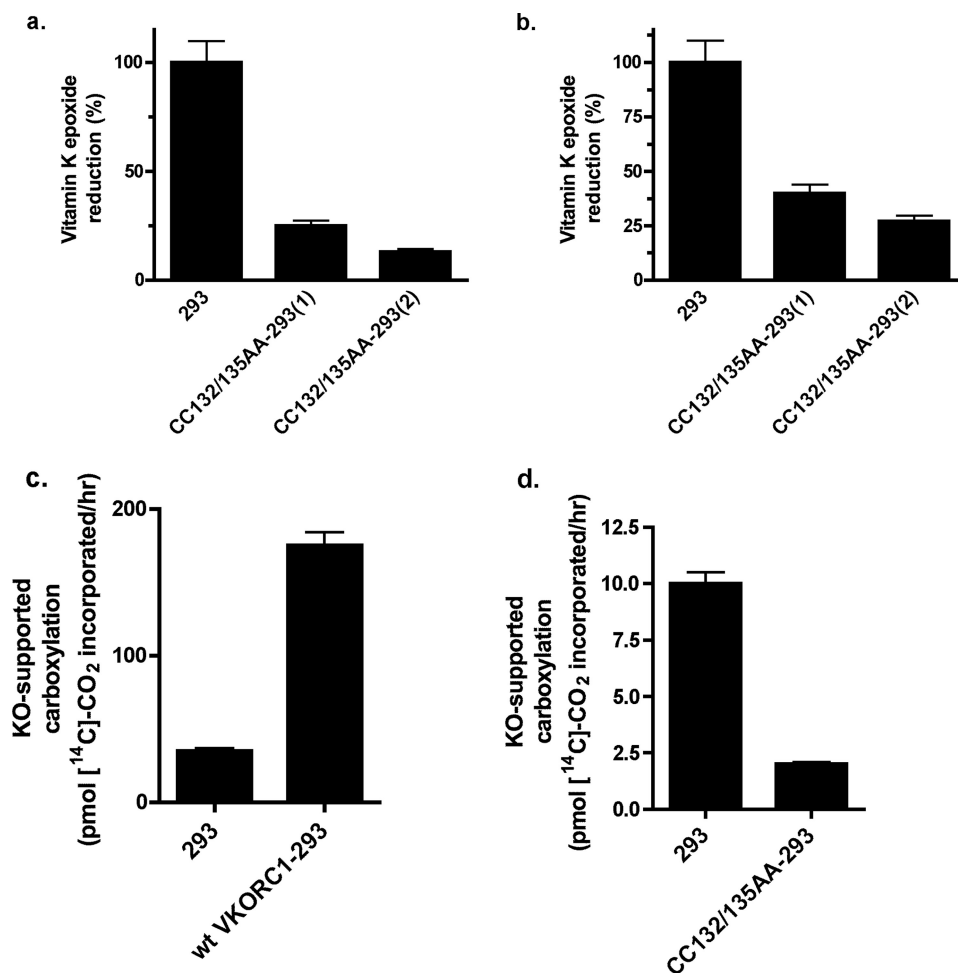 a.
Vitamin K epoxide
reduction (%)
100
50
0
293
CC132/135AA-293(1)
CC132/135AA-293(2)
b.
Vitamin K epoxide
reduction (%)
100
75
50
25
0
293
CC132/135AA-293(1)
CC132/135AA-293(2)
c.
KO-supported
carboxylation
(pmol [14C]-CO2 incorporated/hr)
200
100
0
293
wt VKORC1-293
d.
KO-supported
carboxylation
(pmol [14C]-CO2 incorporated/hr)
12.5
10.0
7.5
5.0
2.5
0.0
293
CC132/135AA-293